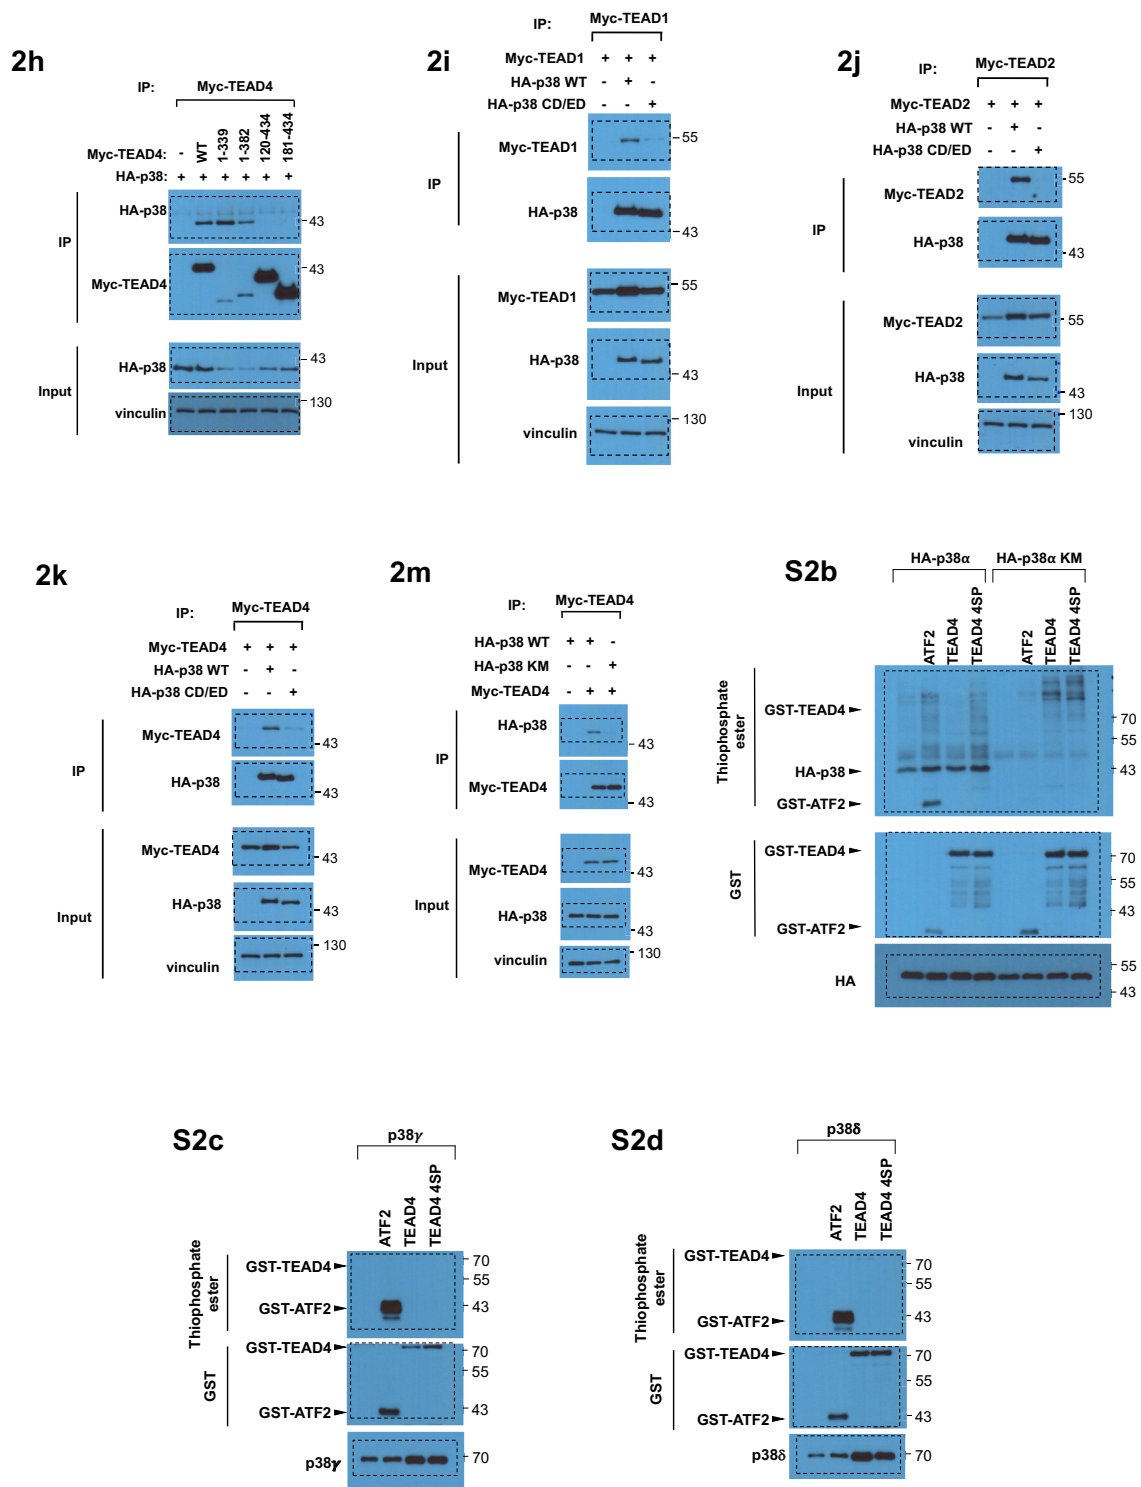 2h
IP:
Myc-TEAD4
Myc-TEAD4: - WT 1-339 1-382 120-434 181-434
HA-p38: + + + + + +
IP
HA-p38
43
Myc-TEAD4
43
Input
HA-p38
43
vinculin
130
2i
IP:
Myc-TEAD1
Myc-TEAD1 + + +
HA-p38 WT - + -
HA-p38 CD/ED - - +
IP
Myc-TEAD1
55
HA-p38
43
Input
Myc-TEAD1
55
HA-p38
43
vinculin
130
2j
IP:
Myc-TEAD2
Myc-TEAD2 + + +
HA-p38 WT - + -
HA-p38 CD/ED - - +
IP
Myc-TEAD2
55
HA-p38
43
Input
Myc-TEAD2
55
HA-p38
43
vinculin
130
2k
IP:
Myc-TEAD4
Myc-TEAD4 + + +
HA-p38 WT - + -
HA-p38 CD/ED - - +
IP
Myc-TEAD4
43
HA-p38
43
Input
Myc-TEAD4
43
HA-p38
43
vinculin
130
2m
IP:
Myc-TEAD4
HA-p38 WT + + -
HA-p38 KM - - +
Myc-TEAD4 - + +
IP
HA-p38
43
Myc-TEAD4
43
Input
Myc-TEAD4
43
HA-p38
43
vinculin
130
S2b
HA-p38α HA-p38α KM
ATF2 TEAD4 TEAD4 4SP ATF2 TEAD4 TEAD4 4SP
Thiophosphate
ester
GST-TEAD4
HA-p38
GST-ATF2
70
55
43
GST
GST-TEAD4
GST-ATF2
70
55
43
HA
55
43
S2c
p38γ
ATF2 TEAD4 TEAD4 4SP
Thiophosphate
ester
GST-TEAD4
GST-ATF2
70
55
43
GST
GST-TEAD4
GST-ATF2
70
55
43
p38γ
70
S2d
p38δ
ATF2 TEAD4 TEAD4 4SP
Thiophosphate
ester
GST-TEAD4
GST-ATF2
70
55
43
GST
GST-TEAD4
GST-ATF2
70
55
43
p38δ
70